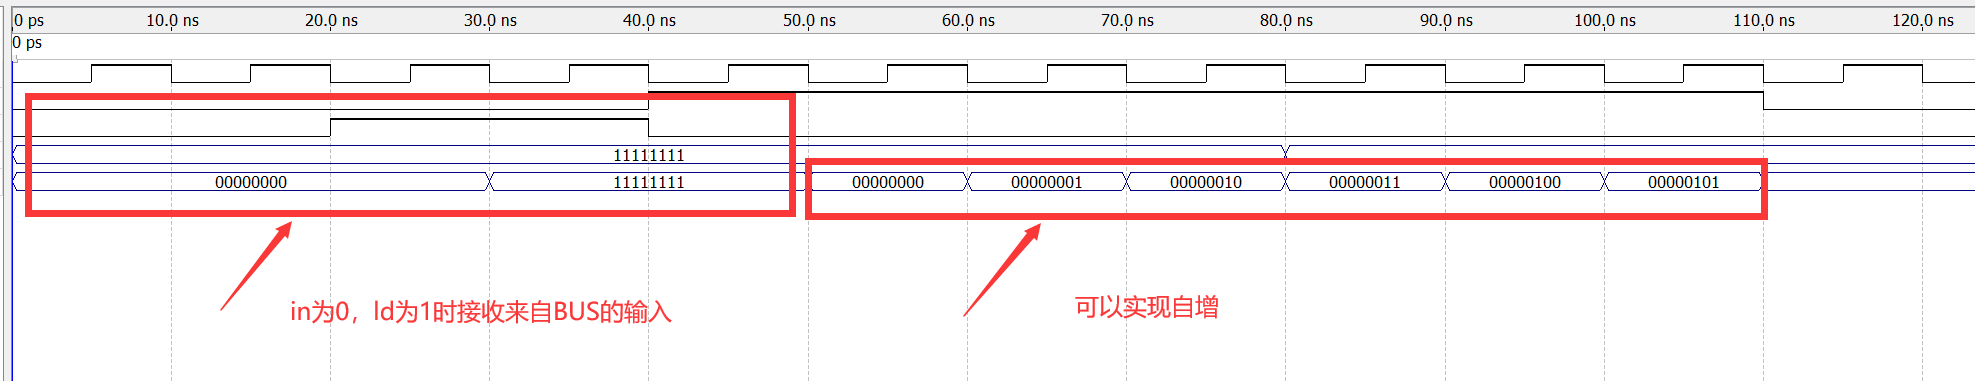 0 ps 10.0 ns 20.0 ns 30.0 ns 40.0 ns 50.0 ns 60.0 ns 70.0 ns 80.0 ns 90.0 ns 100.0 ns 110.0 ns 120.0 ns
0 ps
11111111
00000000 11111111 00000000 00000001 00000010 00000011 00000100 00000101
in为0，ld为1时接收来自BUS的输入
可以实现自增